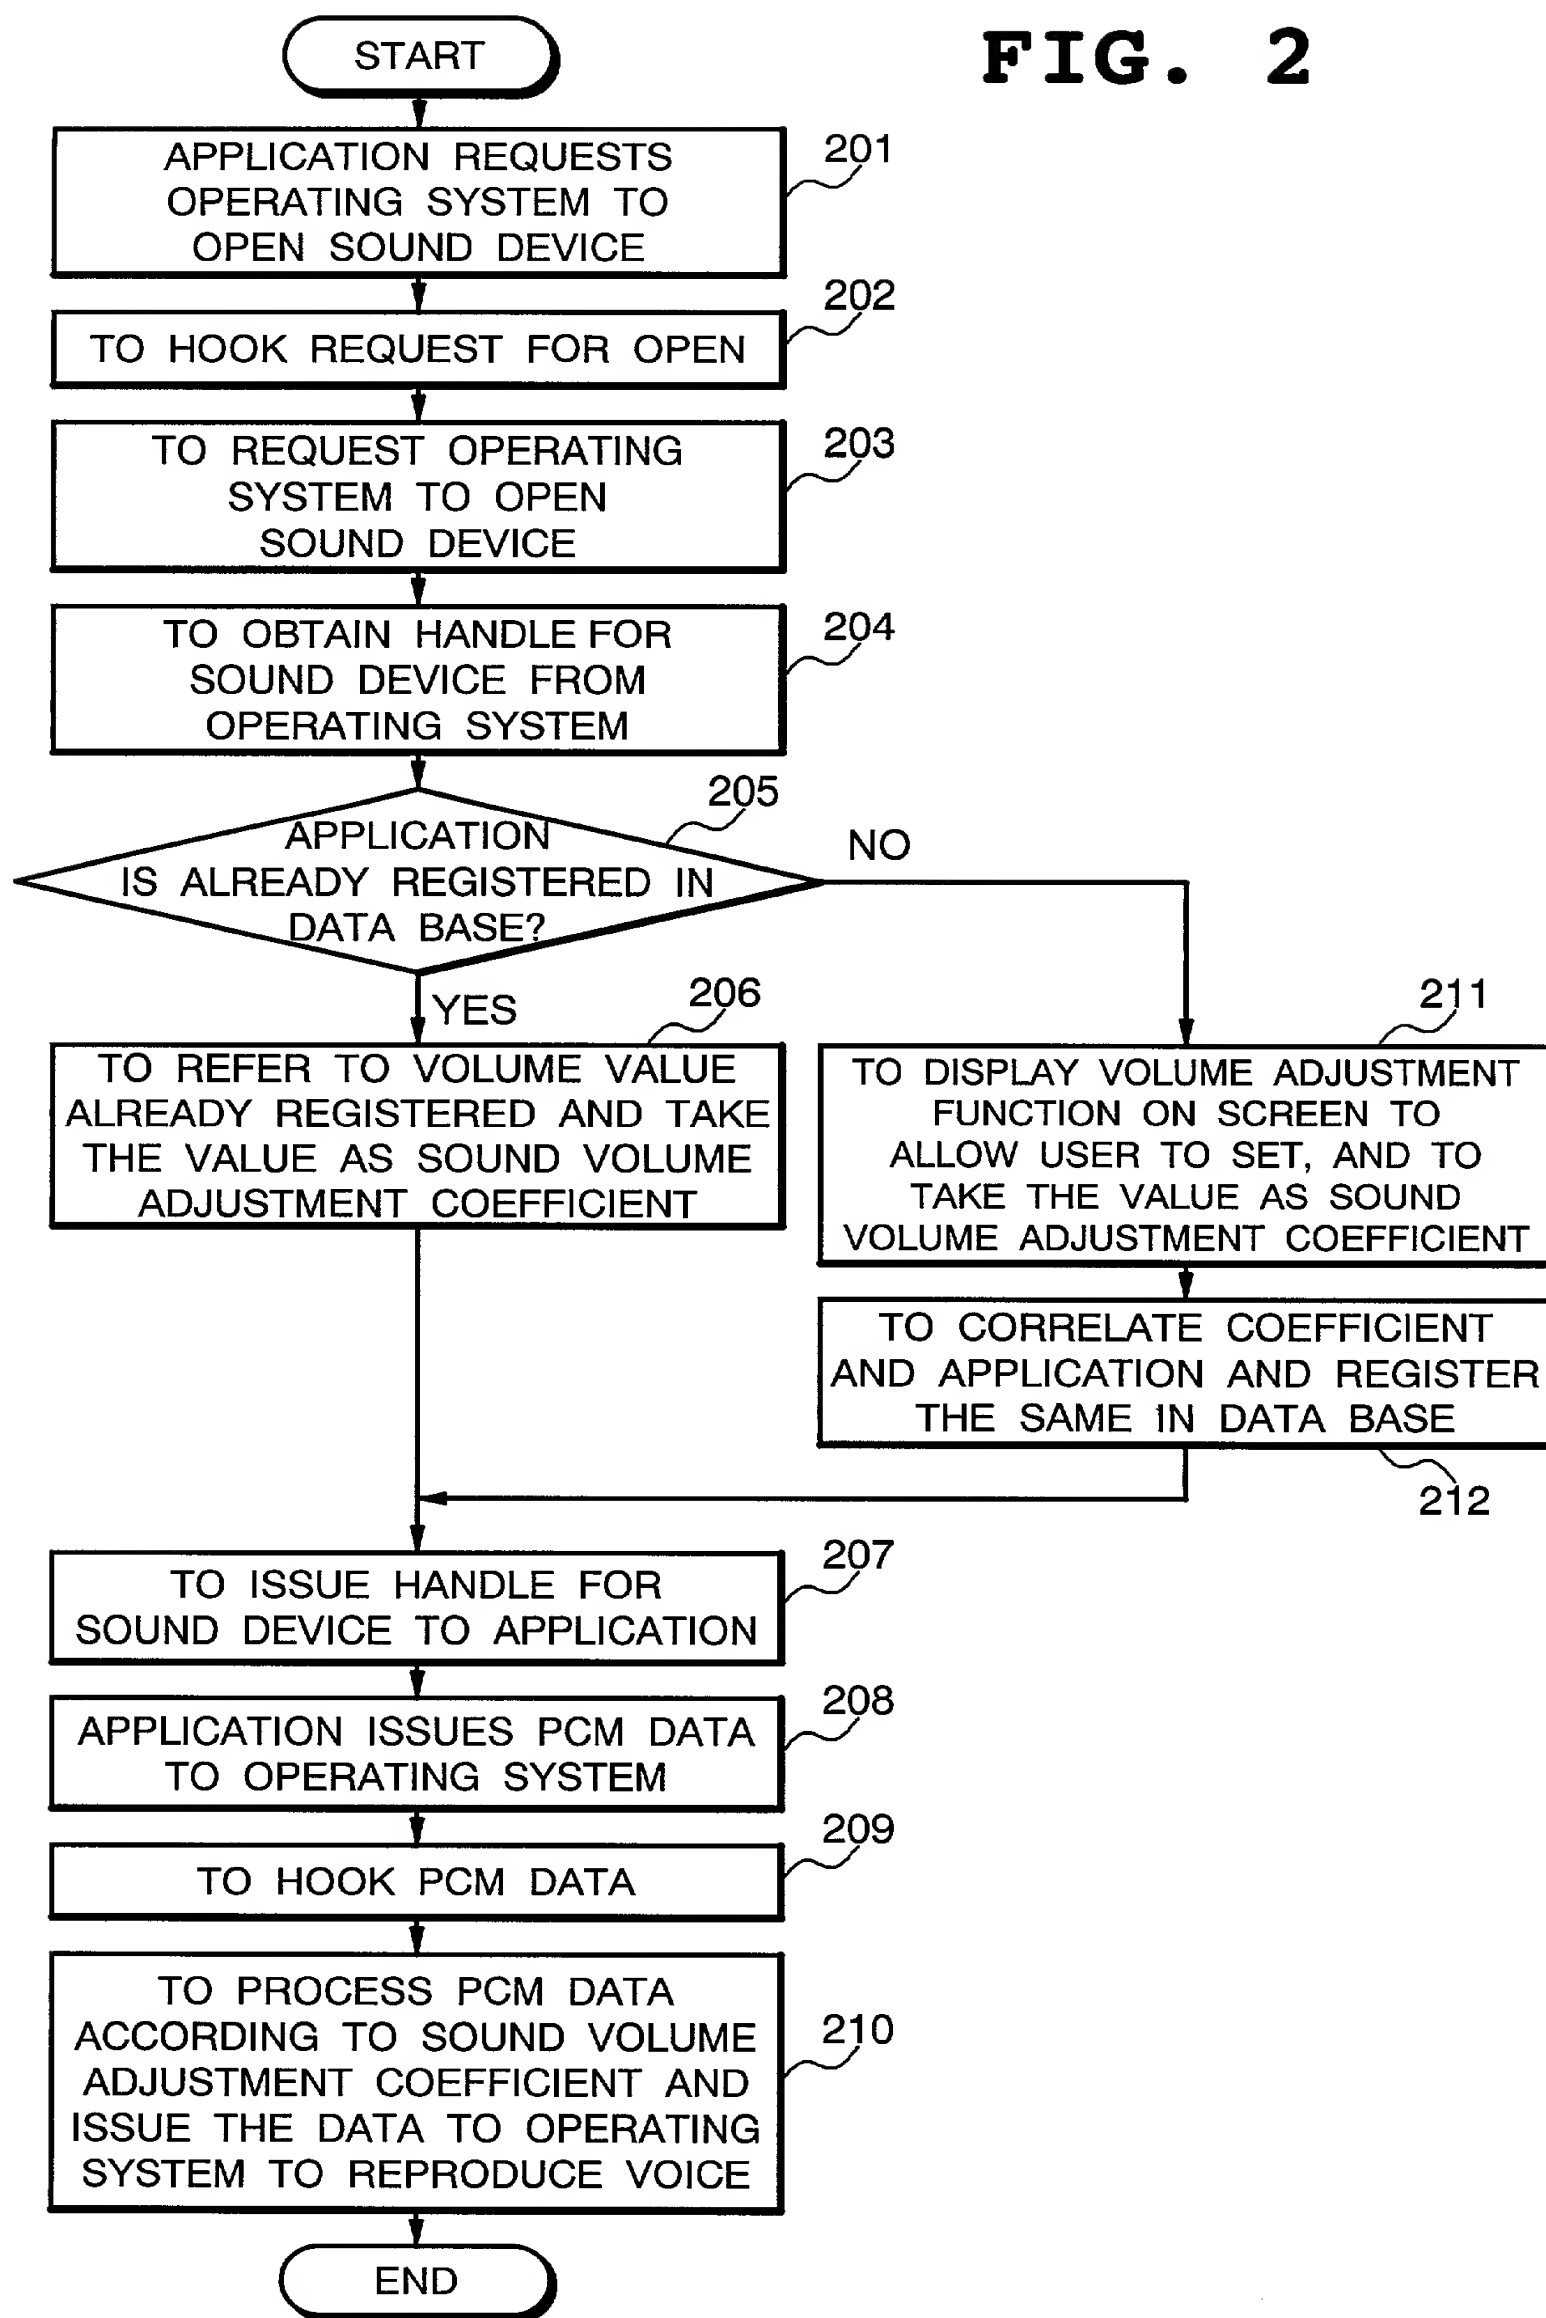 START
FIG. 2
APPLICATION REQUESTS
OPERATING SYSTEM TO
OPEN SOUND DEVICE
201
TO HOOK REQUEST FOR OPEN
202
TO REQUEST OPERATING
SYSTEM TO OPEN
SOUND DEVICE
203
TO OBTAIN HANDLE FOR
SOUND DEVICE FROM
OPERATING SYSTEM
204
APPLICATION
IS ALREADY REGISTERED IN
DATA BASE?
205
NO
YES
206
TO REFER TO VOLUME VALUE
ALREADY REGISTERED AND TAKE
THE VALUE AS SOUND VOLUME
ADJUSTMENT COEFFICIENT
211
TO DISPLAY VOLUME ADJUSTMENT
FUNCTION ON SCREEN TO
ALLOW USER TO SET, AND TO
TAKE THE VALUE AS SOUND
VOLUME ADJUSTMENT COEFFICIENT
TO CORRELATE COEFFICIENT
AND APPLICATION AND REGISTER
THE SAME IN DATA BASE
212
TO ISSUE HANDLE FOR
SOUND DEVICE TO APPLICATION
207
APPLICATION ISSUES PCM DATA
TO OPERATING SYSTEM
208
TO HOOK PCM DATA
209
TO PROCESS PCM DATA
ACCORDING TO SOUND VOLUME
ADJUSTMENT COEFFICIENT AND
ISSUE THE DATA TO OPERATING
SYSTEM TO REPRODUCE VOICE
210
END